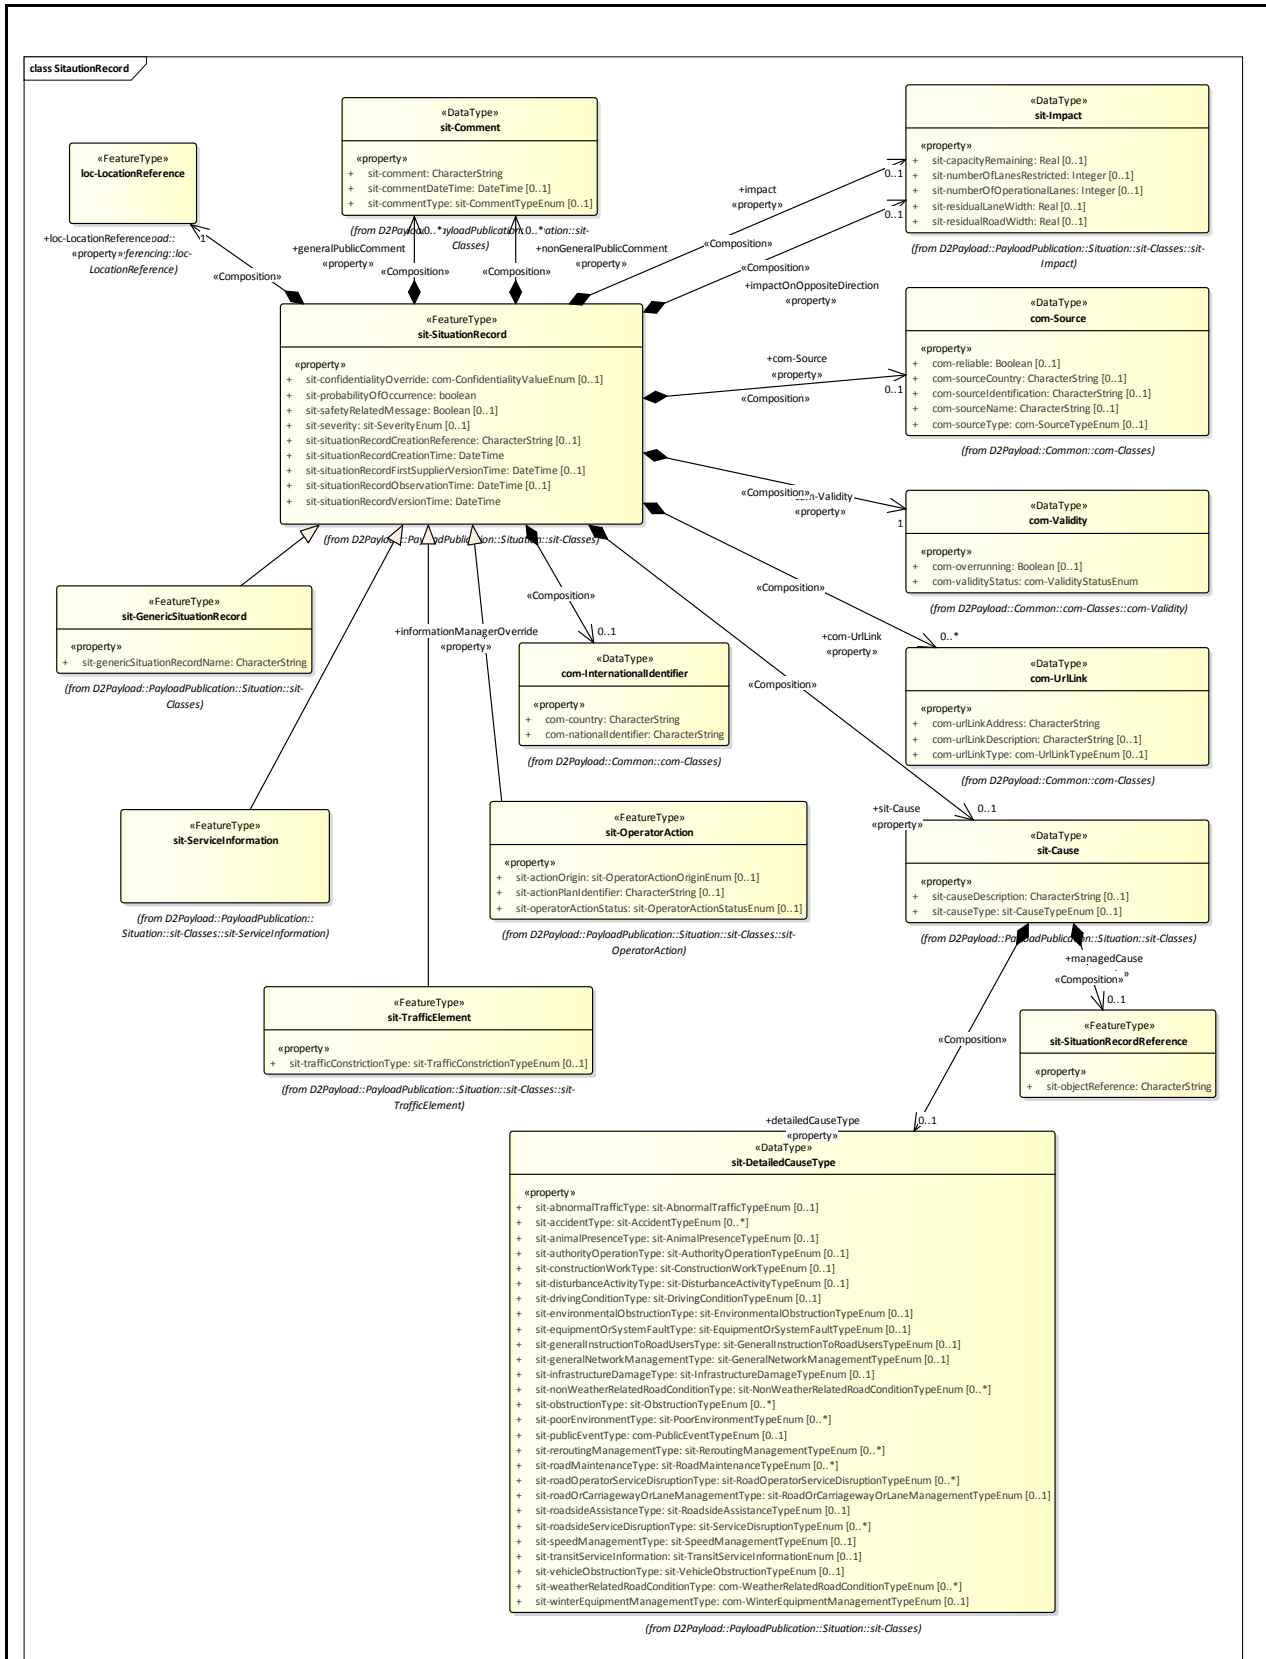 class SitautionRecord
«DataType»
sit-Comment
«property»
+ sit-comment: CharacterString
+ sit-commentDateTime: DateTime [0..1]
+ sit-commentType: sit-CommentTypeEnum [0..1]
Classes)
«FeatureType»
loc-LocationReference
+loc-LocationReference
«property»
LocationReference)
1
«Composition»
0..*
+generalPublicComment
«property»
«Composition»
0..*
+nonGeneralPublicComment
«property»
«Composition»
+impact
«property»
0..1
«Composition»
0..1
«Composition»
+impactOnOppositeDirection
«property»
«DataType»
sit-Impact
«property»
+ sit-capacityRemaining: Real [0..1]
+ sit-numberOfLanesRestricted: Integer [0..1]
+ sit-numberOfOperationalLanes: Integer [0..1]
+ sit-residualLaneWidth: Real [0..1]
+ sit-residualRoadWidth: Real [0..1]
(from D2Payload::PayloadPublication::Situation::sit-Classes::sit-
Impact)
«FeatureType»
sit-SituationRecord
«property»
+ sit-confidentialityOverride: com-ConfidentialityValueEnum [0..1]
+ sit-probabilityOfOccurrence: boolean
+ sit-safetyRelatedMessage: Boolean [0..1]
+ sit-severity: sit-SeverityEnum [0..1]
+ sit-situationRecordCreationReference: CharacterString [0..1]
+ sit-situationRecordCreationTime: DateTime
+ sit-situationRecordFirstSupplierVersionTime: DateTime [0..1]
+ sit-situationRecordObservationTime: DateTime [0..1]
+ sit-situationRecordVersionTime: DateTime
(from D2Payload::PayloadPublication::Situation::sit-Classes)
+com-Source
«property»
0..1
«Composition»
«DataType»
com-Source
«property»
+ com-reliable: Boolean [0..1]
+ com-sourceCountry: CharacterString [0..1]
+ com-sourceIdentification: CharacterString [0..1]
+ com-sourceName: CharacterString [0..1]
+ com-sourceType: com-SourceTypeEnum [0..1]
(from D2Payload::Common::com-Classes)
«Composition»
«property»
1
«DataType»
com-Validity
«property»
+ com-overrunning: Boolean [0..1]
+ com-validityStatus: com-ValidityStatusEnum
(from D2Payload::Common::com-Classes::com-Validity)
«FeatureType»
sit-GenericSituationRecord
«property»
+ sit-genericSituationRecordName: CharacterString
(from D2Payload::PayloadPublication::Situation::sit-
Classes)
«Composition»
+informationManagerOverride
«property»
0..1
«DataType»
com-InternationalIdentifier
«property»
+ com-country: CharacterString
+ com-nationalIdentifier: CharacterString
(from D2Payload::Common::com-Classes)
«Composition»
+com-UrlLink
«property»
0..*
«DataType»
com-UrlLink
«property»
+ com-urlLinkAddress: CharacterString
+ com-urlLinkDescription: CharacterString [0..1]
+ com-urlLinkType: com-UrlLinkTypeEnum [0..1]
(from D2Payload::Common::com-Classes)
«Composition»
+sit-Cause
«property»
0..1
«FeatureType»
sit-ServiceInformation
(from D2Payload::PayloadPublication::
Situation::sit-Classes::sit-ServiceInformation)
«FeatureType»
sit-OperatorAction
«property»
+ sit-actionOrigin: sit-OperatorActionOriginEnum [0..1]
+ sit-actionPlanIdentifier: CharacterString [0..1]
+ sit-operatorActionStatus: sit-OperatorActionStatusEnum [0..1]
(from D2Payload::PayloadPublication::Situation::sit-Classes::sit-
OperatorAction)
«DataType»
sit-Cause
«property»
+ sit-causeDescription: CharacterString [0..1]
+ sit-causeType: sit-CauseTypeEnum [0..1]
(from D2Payload::PayloadPublication::Situation::sit-Classes)
+managedCause
«Composition»
0..1
«FeatureType»
sit-TrafficElement
«property»
+ sit-trafficConstrictionType: sit-TrafficConstrictionTypeEnum [0..1]
(from D2Payload::PayloadPublication::Situation::sit-Classes::sit-
TrafficElement)
«FeatureType»
sit-SituationRecordReference
«property»
+ sit-objectReference: CharacterString
«Composition»
+detailedCauseType
«property»
0..1
«DataType»
sit-DetailedCauseType
«property»
+ sit-abnormalTrafficType: sit-AbnormalTrafficTypeEnum [0..1]
+ sit-accidentType: sit-AccidentTypeEnum [0..*]
+ sit-animalPresenceType: sit-AnimalPresenceTypeEnum [0..1]
+ sit-authorityOperationType: sit-AuthorityOperationTypeEnum [0..1]
+ sit-constructionWorkType: sit-ConstructionWorkTypeEnum [0..1]
+ sit-disturbanceActivityType: sit-DisturbanceActivityTypeEnum [0..1]
+ sit-drivingConditionType: sit-DrivingConditionTypeEnum [0..1]
+ sit-environmentalObstructionType: sit-EnvironmentalObstructionTypeEnum [0..1]
+ sit-equipmentOrSystemFaultType: sit-EquipmentOrSystemFaultTypeEnum [0..1]
+ sit-generalInstructionToRoadUsersType: sit-GeneralInstructionToRoadUsersTypeEnum [0..1]
+ sit-generalNetworkManagementType: sit-GeneralNetworkManagementTypeEnum [0..1]
+ sit-infrastructureDamageType: sit-InfrastructureDamageTypeEnum [0..1]
+ sit-nonWeatherRelatedRoadConditionType: sit-NonWeatherRelatedRoadConditionTypeEnum [0..*]
+ sit-obstructionType: sit-ObstructionTypeEnum [0..*]
+ sit-poorEnvironmentType: sit-PoorEnvironmentTypeEnum [0..*]
+ sit-publicEventType: com-PublicEventTypeEnum [0..1]
+ sit-reroutingManagementType: sit-ReroutingManagementTypeEnum [0..*]
+ sit-roadMaintenanceType: sit-RoadMaintenanceTypeEnum [0..*]
+ sit-roadOperatorServiceDisruptionType: sit-RoadOperatorServiceDisruptionTypeEnum [0..*]
+ sit-roadOrCarriagewayOrLaneManagementType: sit-RoadOrCarriagewayOrLaneManagementTypeEnum [0..1]
+ sit-roadsideAssistanceType: sit-RoadsideAssistanceTypeEnum [0..1]
+ sit-roadsideServiceDisruptionType: sit-ServiceDisruptionTypeEnum [0..*]
+ sit-speedManagementType: sit-SpeedManagementTypeEnum [0..1]
+ sit-transitServiceInformation: sit-TransitServiceInformationEnum [0..1]
+ sit-vehicleObstructionType: sit-VehicleObstructionTypeEnum [0..1]
+ sit-weatherRelatedRoadConditionType: com-WeatherRelatedRoadConditionTypeEnum [0..*]
+ sit-winterEquipmentManagementType: com-WinterEquipmentManagementTypeEnum [0..1]
(from D2Payload::PayloadPublication::Situation::sit-Classes)